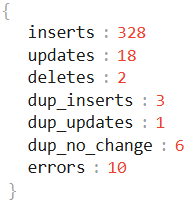 {
inserts : 328
updates : 18
deletes : 2
dup_inserts : 3
dup_updates : 1
dup_no_change : 6
errors : 10
}